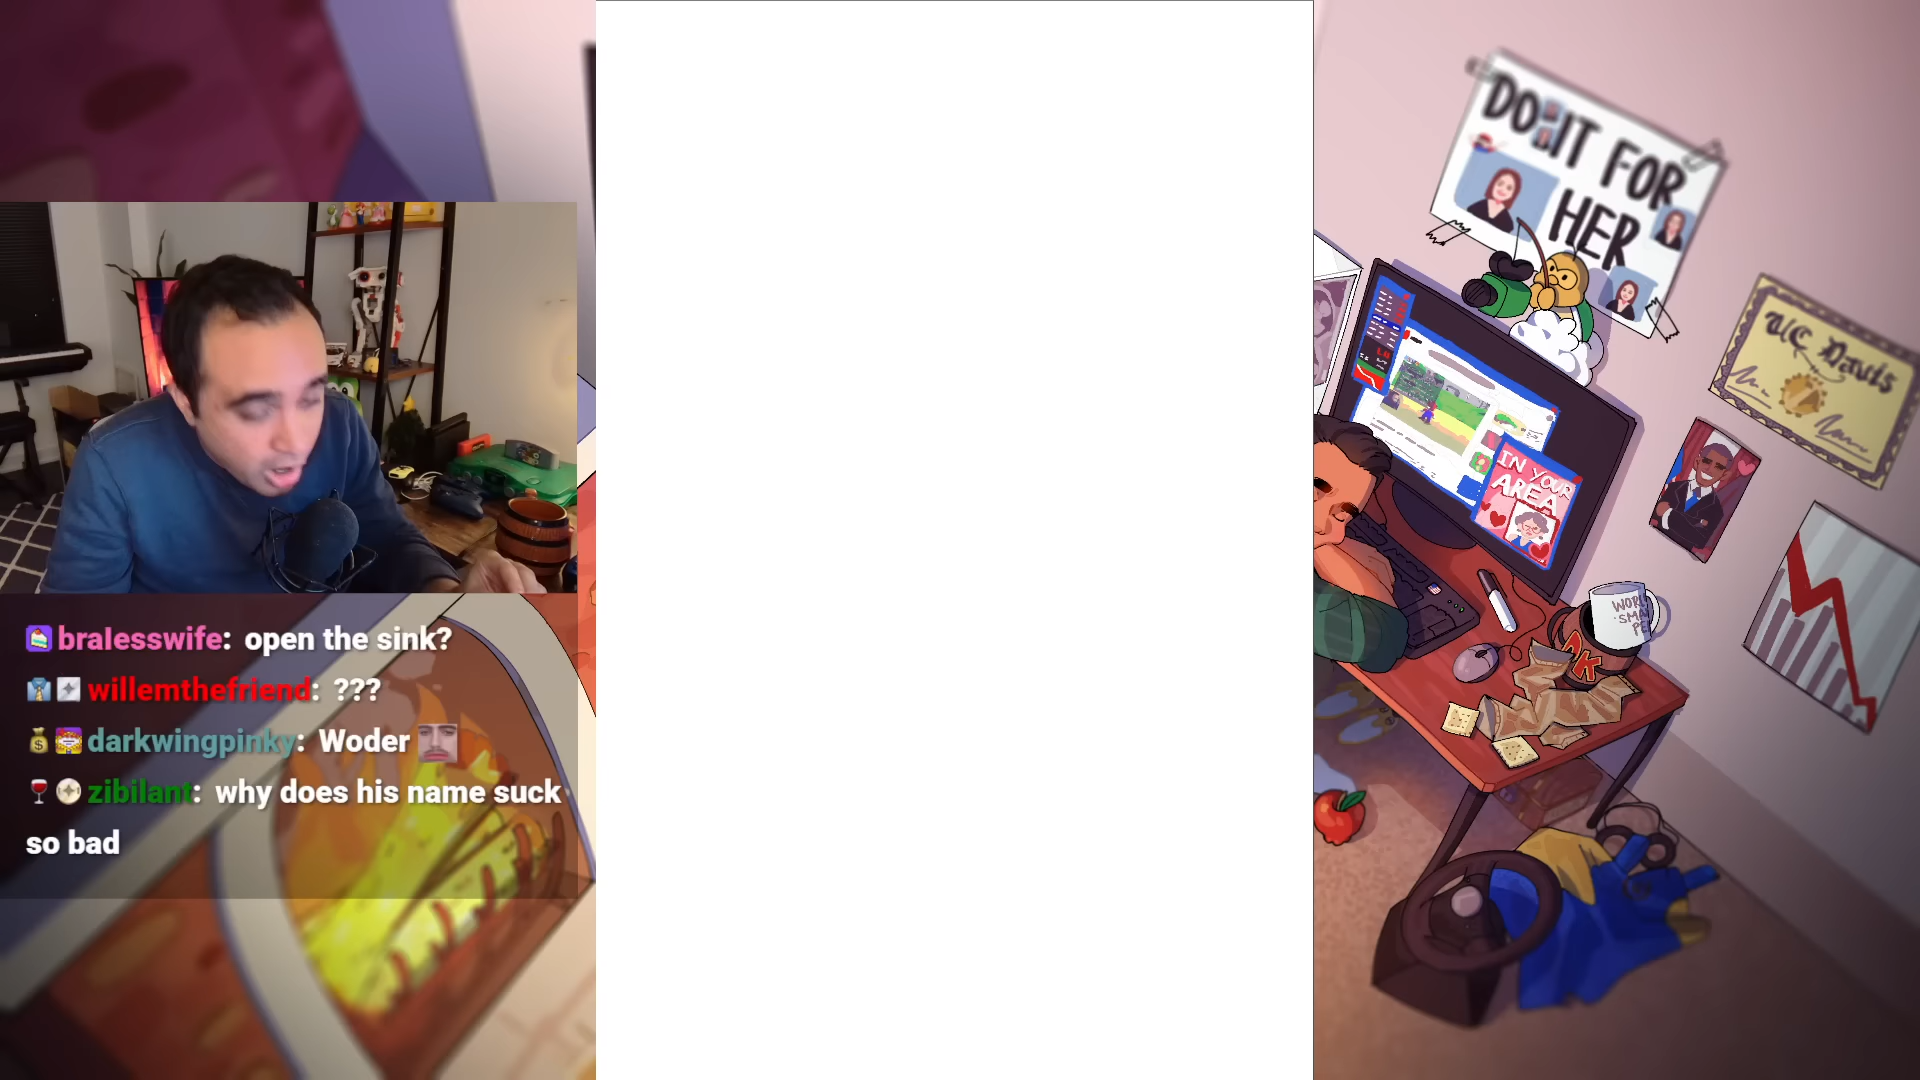 bralesswife: open the sink?
willemthefriend: ???
darkwingpinky: Woder
zibilant: why does his name suck
so bad
DO IT FOR
HER
UC Davis
IN YOUR
AREA
DK